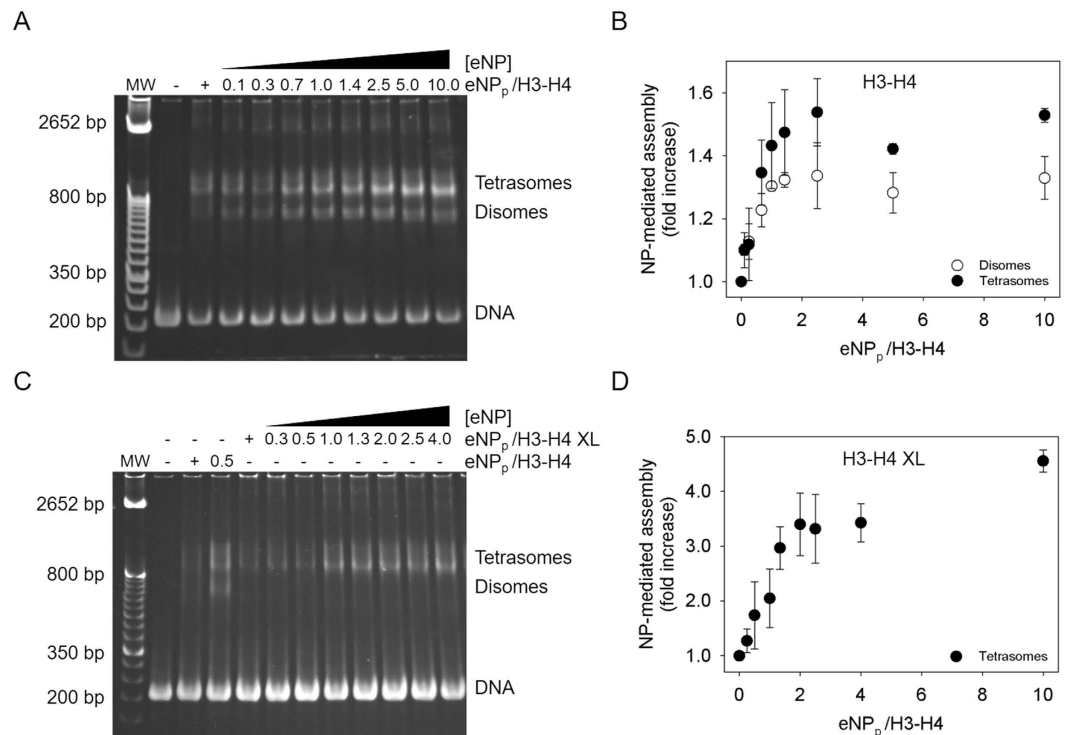 A
[eNP]
MW - + 0.1 0.3 0.7 1.0 1.4 2.5 5.0 10.0 eNPp/H3-H4
2652 bp
Tetrasomes
800 bp
Disomes
350 bp
DNA
200 bp
B
H3-H4
NP-mediated assembly
(fold increase)
1.6
1.4
1.2
1.0
Disomes
Tetrasomes
0 2 4 6 8 10
eNPp/H3-H4
C
[eNP]
- - - + 0.3 0.5 1.0 1.3 2.0 2.5 4.0 eNPp/H3-H4 XL
MW - + 0.5 - - - - - - - - eNPp/H3-H4
2652 bp
Tetrasomes
800 bp
Disomes
350 bp
DNA
200 bp
D
H3-H4 XL
NP-mediated assembly
(fold increase)
5.0
4.0
3.0
2.0
1.0
Tetrasomes
0 2 4 6 8 10
eNPp/H3-H4